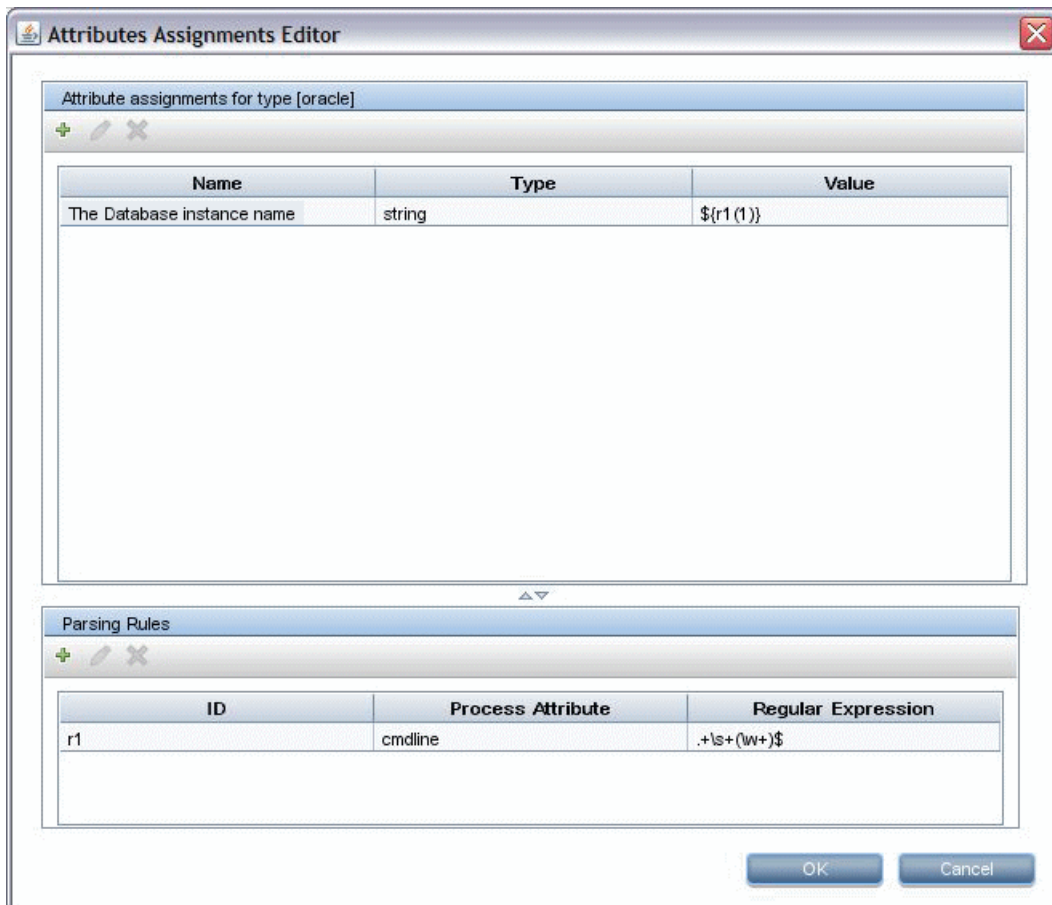 Attributes Assignments Editor
Attribute assignments for type [oracle]
Name Type Value
The Database instance name string ${r1(1)}
Parsing Rules
ID Process Attribute Regular Expression
r1 cmdline .+\s+(\w+)$
OK Cancel